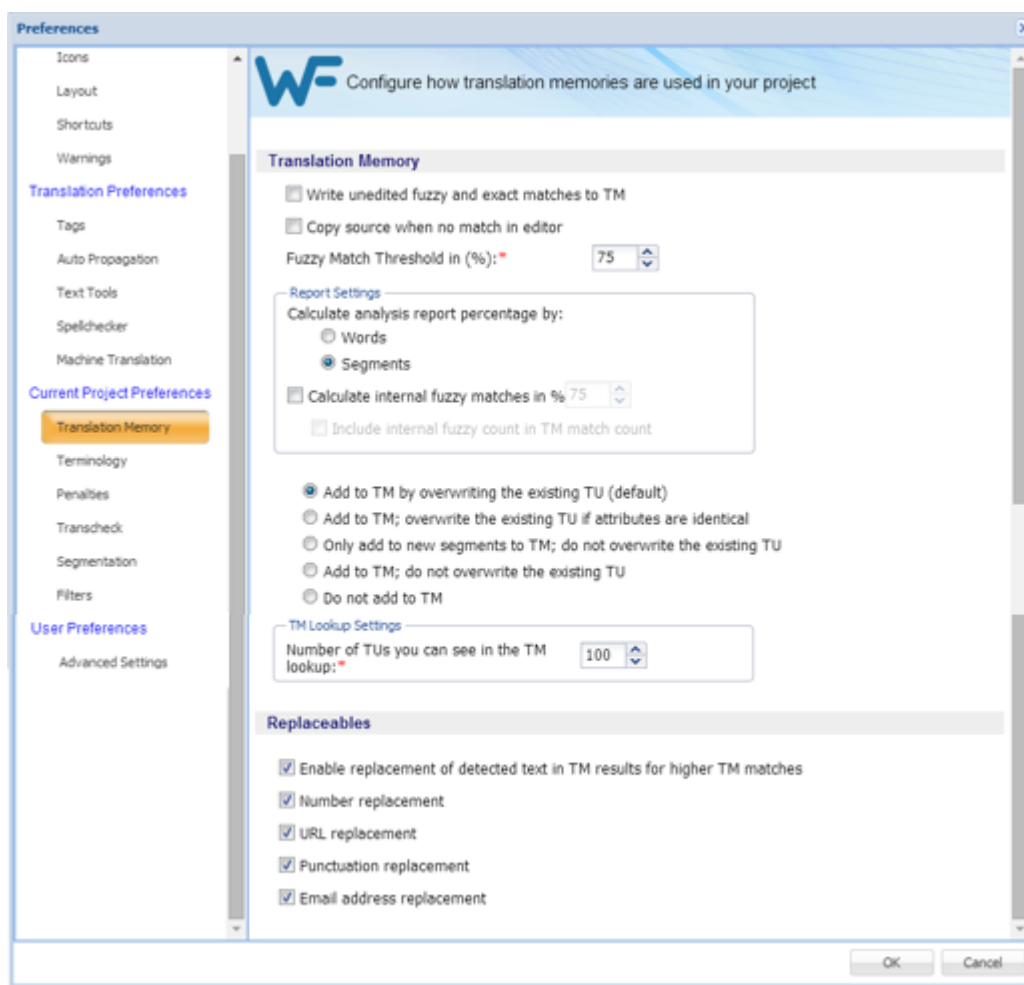 Preferences
Icons
Layout
Shortcuts
Warnings
Translation Preferences
Tags
Auto Propagation
Text Tools
Spellchecker
Machine Translation
Current Project Preferences
Translation Memory
Terminology
Penalties
Transcheck
Segmentation
Filters
User Preferences
Advanced Settings
WF
Configure how translation memories are used in your project
Translation Memory
Write unedited fuzzy and exact matches to TM
Copy source when no match in editor
Fuzzy Match Threshold in (%):* 75
Report Settings
Calculate analysis report percentage by:
Words
Segments
Calculate internal fuzzy matches in % 75
Include internal fuzzy count in TM match count
Add to TM by overwriting the existing TU (default)
Add to TM; overwrite the existing TU if attributes are identical
Only add to new segments to TM; do not overwrite the existing TU
Add to TM; do not overwrite the existing TU
Do not add to TM
TM Lookup Settings
Number of TUs you can see in the TM
lookup:* 100
Replaceables
Enable replacement of detected text in TM results for higher TM matches
Number replacement
URL replacement
Punctuation replacement
Email address replacement
OK Cancel